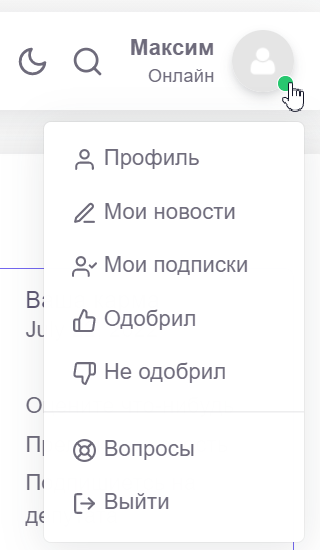 Максим
Онлайн
Профиль
Мои новости
Мои подписки
Одобрил
Не одобрил
Вопросы
Выйти